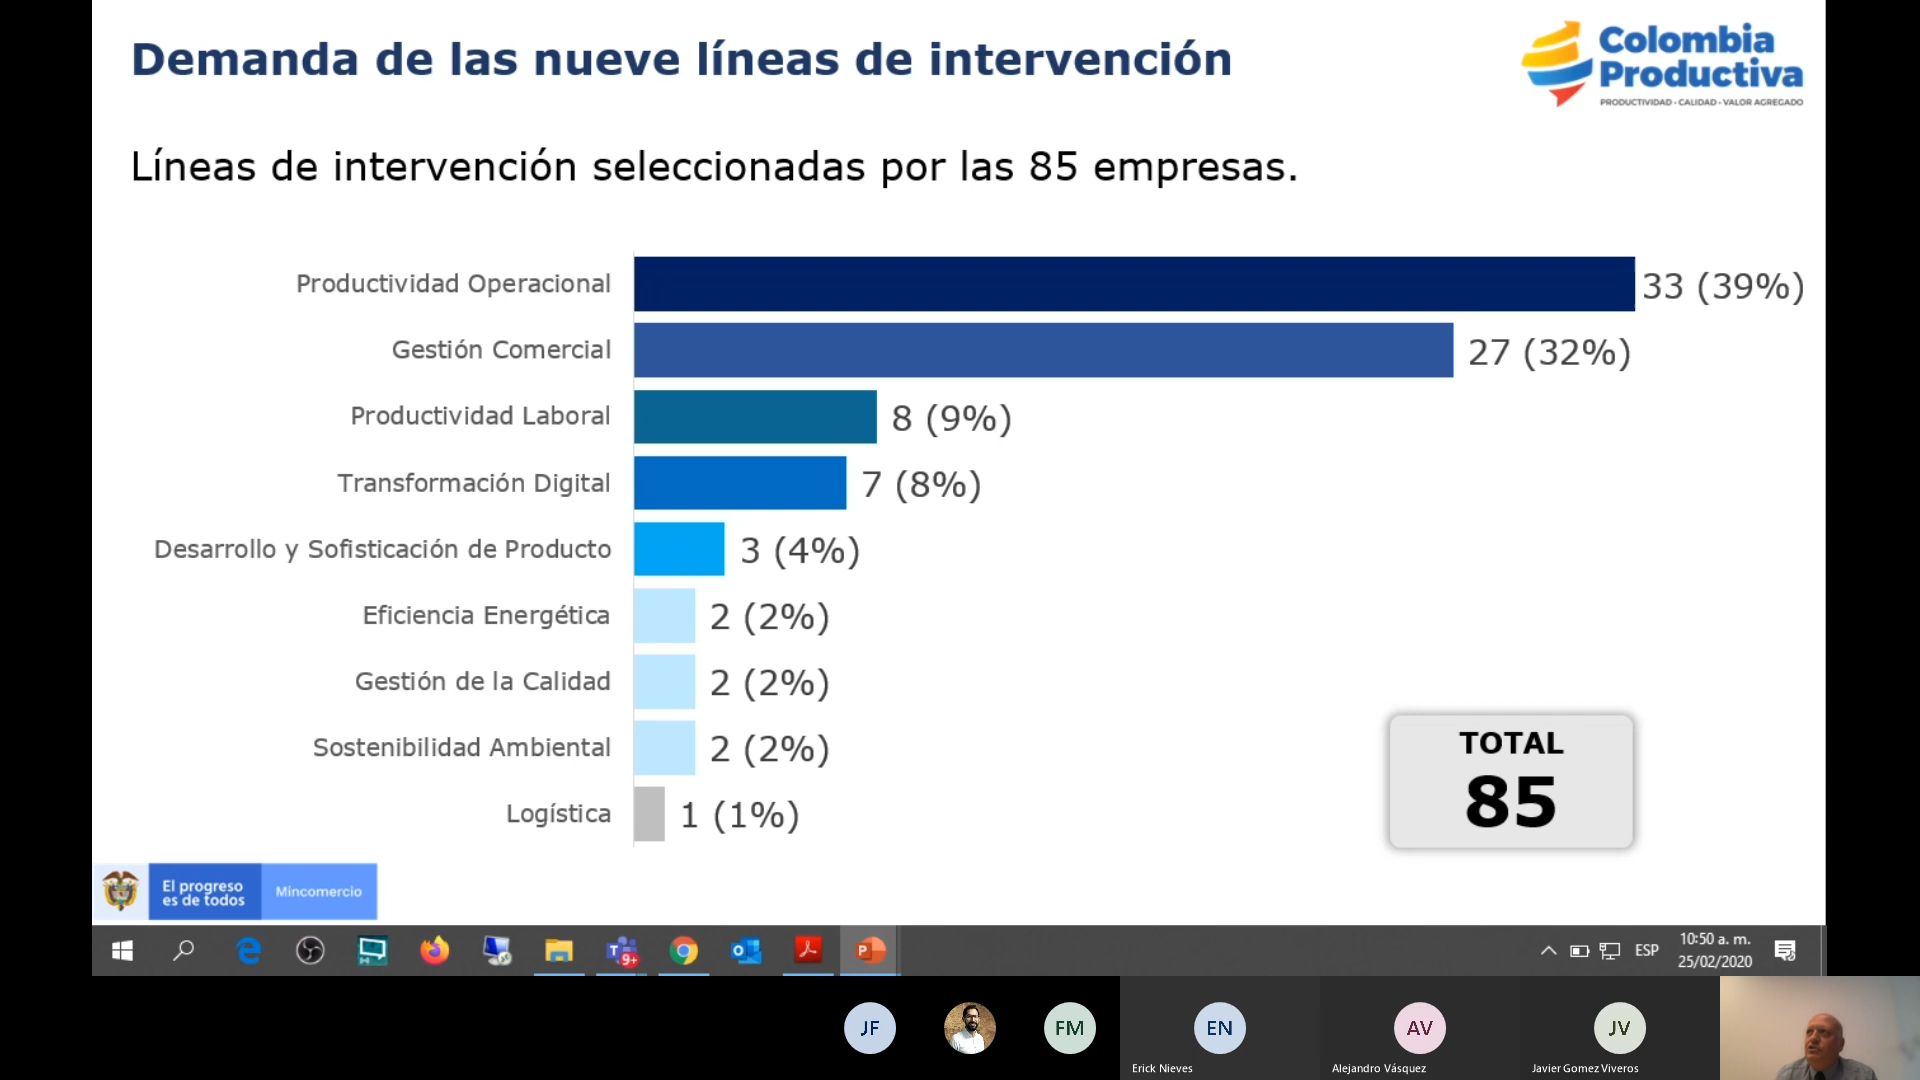 Demanda de las nueve líneas de intervención
Colombia
Productiva
PRODUCTIVIDAD - CALIDAD - VALOR AGREGADO
Líneas de intervención seleccionadas por las 85 empresas.
Productividad Operacional 33 (39%)
Gestión Comercial 27 (32%)
Productividad Laboral 8 (9%)
Transformación Digital 7 (8%)
Desarrollo y Sofisticación de Producto 3 (4%)
Eficiencia Energética 2 (2%)
Gestión de la Calidad 2 (2%)
Sostenibilidad Ambiental 2 (2%)
Logística 1 (1%)
TOTAL
85
El progreso
es de todos
Mincomercio
T 9+
P
ESP
10:50 a. m.
25/02/2020
JF
FM
EN
AV
JV
Erick Nieves
Alejandro Vásquez
Javier Gomez Viveros